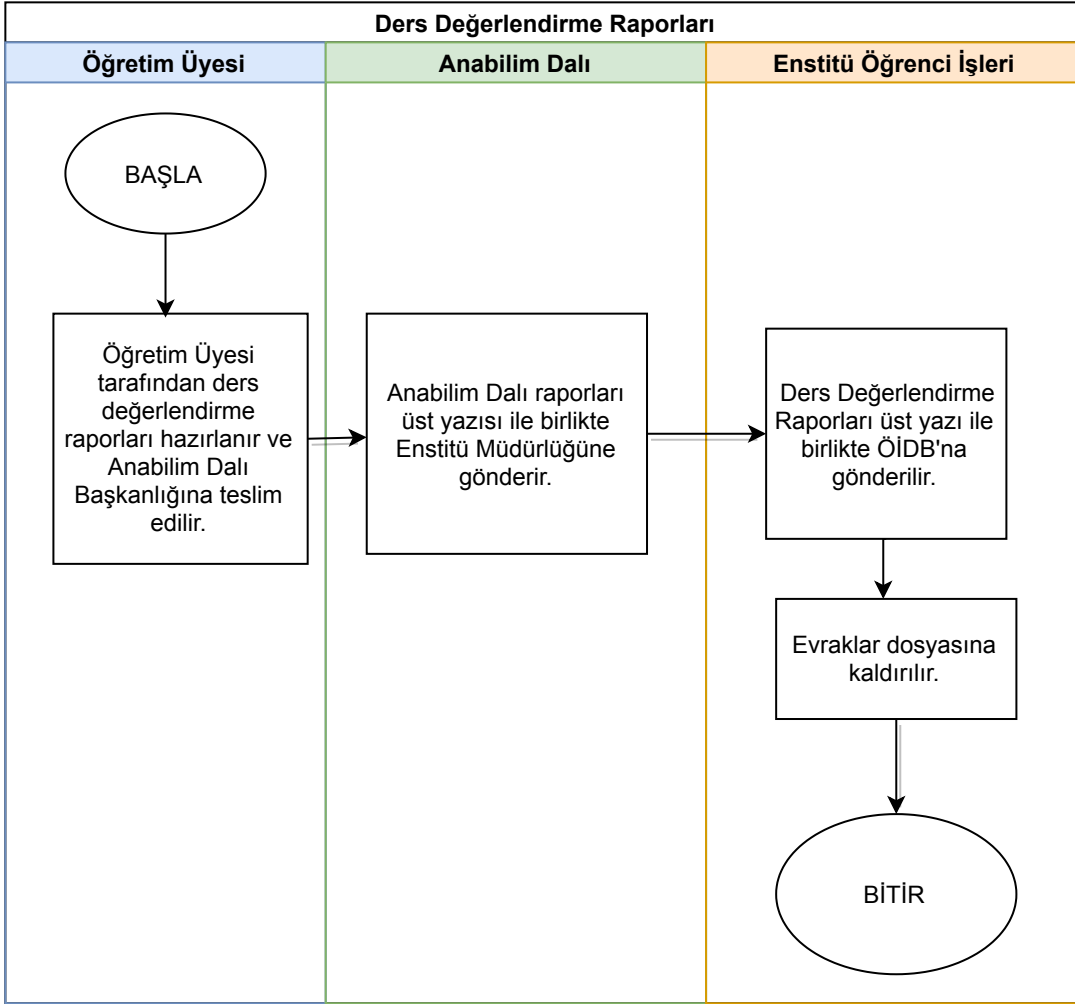 Ders Değerlendirme Raporları
Öğretim Üyesi
Anabilim Dalı
Enstitü Öğrenci İşleri
BAŞLA
Öğretim Üyesi
tarafından ders
değerlendirme
raporları hazırlanır ve
Anabilim Dalı
Başkanlığına teslim
edilir.
Anabilim Dalı raporları
üst yazısı ile birlikte
Enstitü Müdürlüğüne
gönderir.
Ders Değerlendirme
Raporları üst yazı ile
birlikte ÖİDB'na
gönderilir.
Evraklar dosyasına
kaldırılır.
BİTİR